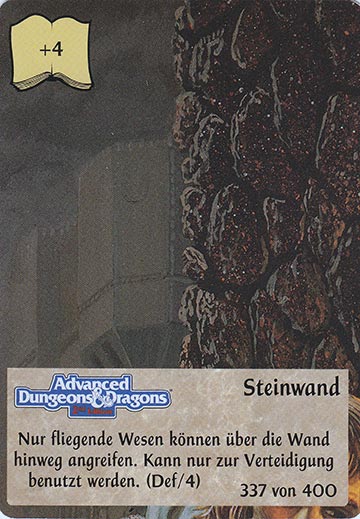 +4
Advanced
Dungeons & Dragons
2nd Edition
Steinwand
Nur fliegende Wesen können über die Wand
hinweg angreifen. Kann nur zur Verteidigung
benutzt werden. (Def/4)
337 von 400